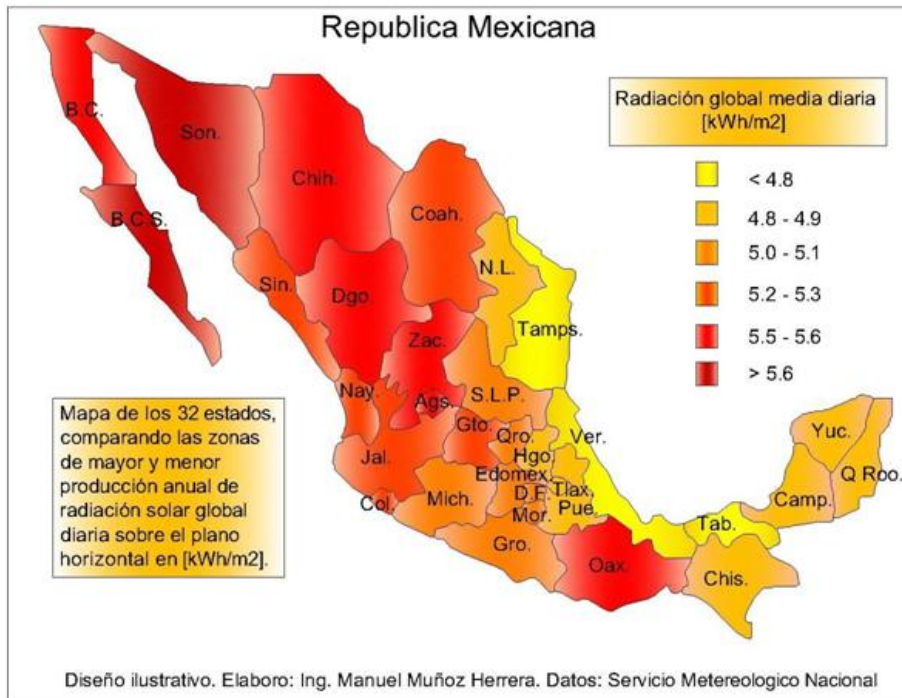 Republica Mexicana
Radiación global media diaria
[kWh/m2]
< 4.8
4.8 - 4.9
5.0 - 5.1
5.2 - 5.3
5.5 - 5.6
> 5.6
B.C.
Son.
Chih.
Coah.
B.C.S.
N.L.
Sin.
Dgo.
Tamps.
Zac.
Nay.
Ags.
S.L.P.
Gto.
Qro.
Ver.
Yuc.
Hgo.
Jal.
Edomex.
Q Roo.
Mich.
D.F.
Tlax.
Camp.
Col.
Mor.
Pue.
Tab.
Gro.
Oax.
Chis.
Mapa de los 32 estados,
comparando las zonas
de mayor y menor
producción anual de
radiación solar global
diaria sobre el plano
horizontal en [kWh/m2].
Diseño ilustrativo. Elaboro: Ing. Manuel Muñoz Herrera. Datos: Servicio Metereologico Nacional